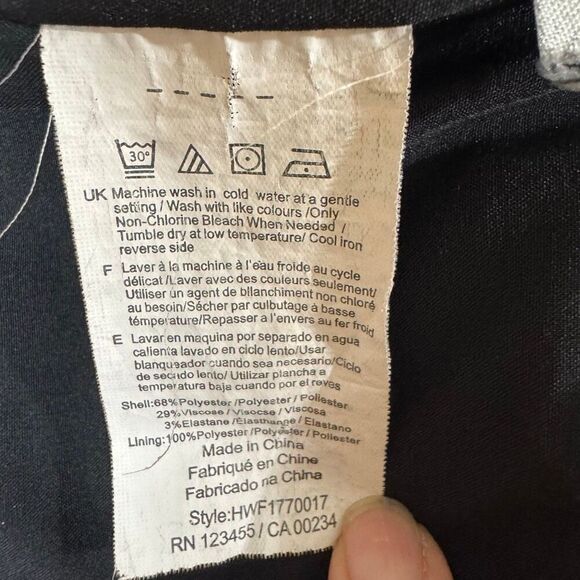 30°
UK Machine wash in cold water at a gentle
setting / Wash with like colours /Only
Non-Chlorine Bleach When Needed /
Tumble dry at low temperature/ Cool iron
reverse side
F Laver à la machine à l'eau froide au cycle
délicat /Laver avec des couleurs seulement/
Utiliser un agent de bllanchiment non chloré
au besoin/Sécher par culbutage à basse
température/Repasser à l'envers au fer froid
E Lavar en maquina por separado en agua
calienta lavado en ciclo lento/Usar
blanqueador cuando sea necesario/Ciclo
de secido lento/ Utilizar plancha a
temperatura baja cuando por el reves
Shell:68%Polyester /Polyester / Poliester
29%Viscose / Viscose / Viscosa
3%Elastane /Elasthanne / Elastano
Lining:100%Polyester /Polyester / Poliester
Made in China
Fabriqué en Chine
Fabricado na China
Style:HWF1770017
RN 123455 / CA 00234